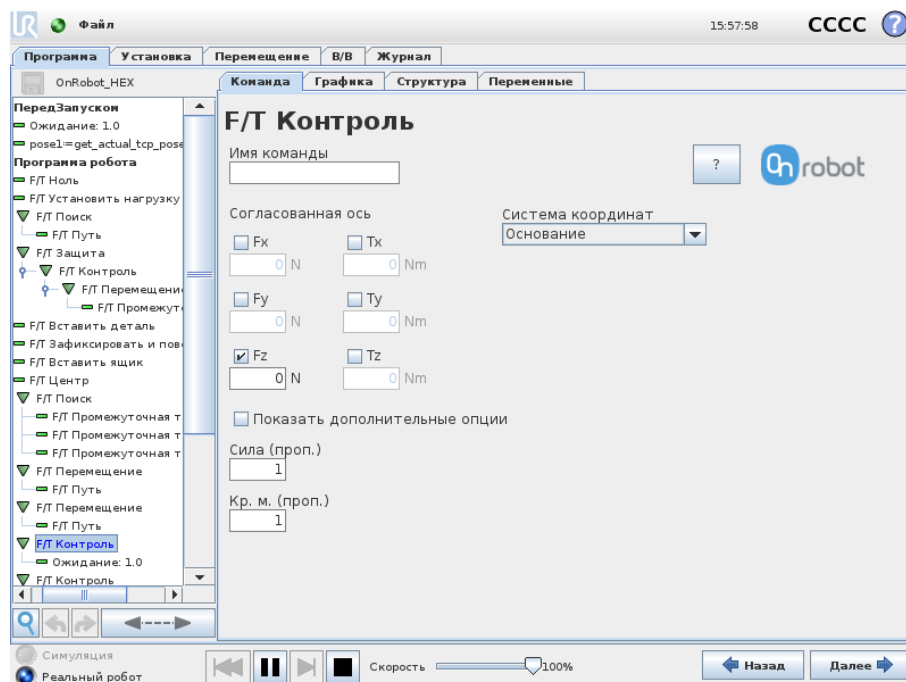 Файл
15:57:58
CCCC
?
Программа
Установка
Перемещение
В/В
Журнал
OnRobot_HEX
Команда
Графика
Структура
Переменные
ПередЗапуском
Ожидание: 1.0
pose1:=get_actual_tcp_pose
Программа робота
F/T Ноль
F/T Установить нагрузку
F/T Поиск
F/T Путь
F/T Защита
F/T Контроль
F/T Перемещени
F/T Промежут
F/T Вставить деталь
F/T Зафиксировать и пов
F/T Вставить ящик
F/T Центр
F/T Поиск
F/T Промежуточная т
F/T Промежуточная т
F/T Промежуточная т
F/T Перемещение
F/T Путь
F/T Перемещение
F/T Путь
F/T Контроль
Ожидание: 1.0
F/T Контроль
F/T Контроль
Имя команды
?
On robot
Согласованная ось
Система координат
Основание
Fx
Tx
0 N
0 Nm
Fy
Ty
0 N
0 Nm
Fz
Tz
0 N
0 Nm
Показать дополнительные опции
Сила (проп.)
1
Кр. м. (проп.)
1
Симуляция
Реальный робот
Скорость
100%
Назад
Далее